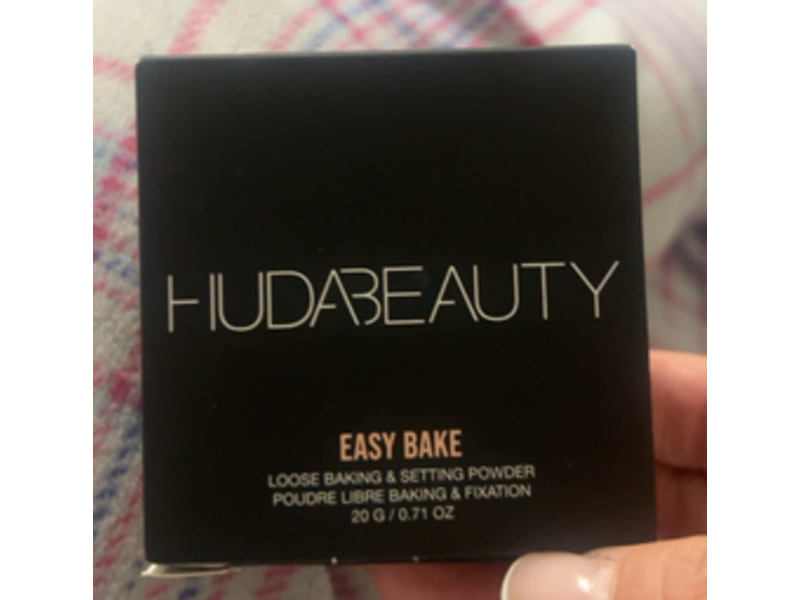 HUDABEAUTY
EASY BAKE
LOOSE BAKING & SETTING POWDER
POUDRE LIBRE BAKING & FIXATION
20 G / 0.71 OZ